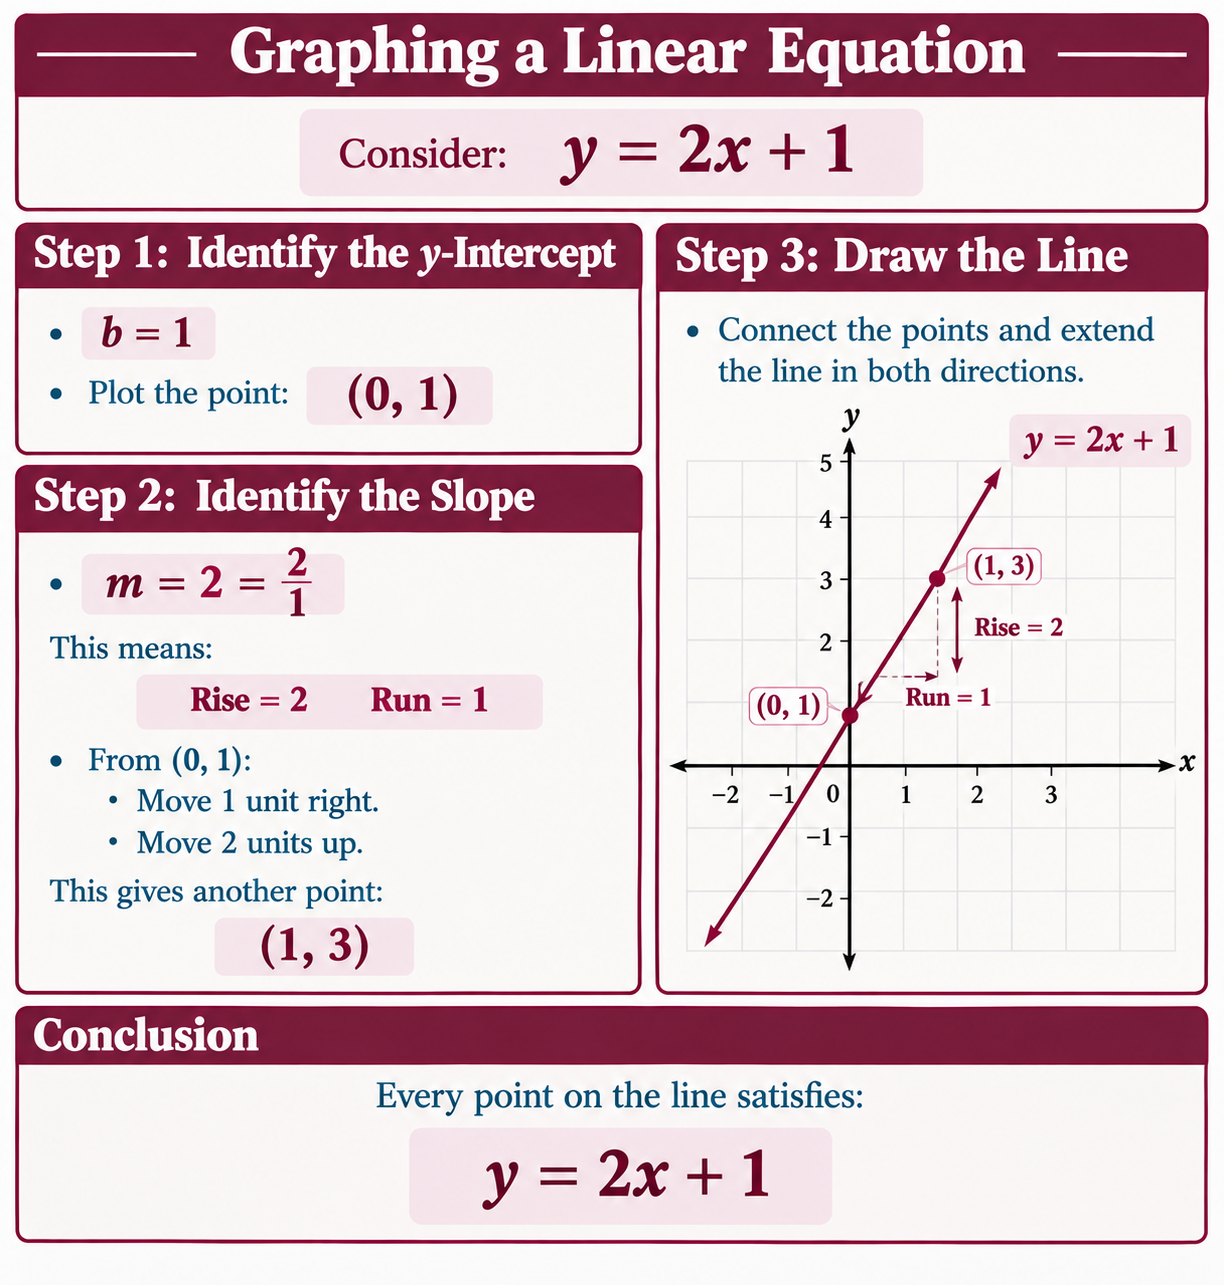 Graphing a Linear Equation
Consider: y = 2x + 1
Step 1: Identify the y-Intercept
• b = 1
• Plot the point: (0, 1)
Step 2: Identify the Slope
• m = 2 = 2/1
This means:
Rise = 2 Run = 1
• From (0, 1):
• Move 1 unit right.
• Move 2 units up.
This gives another point:
(1, 3)
Step 3: Draw the Line
• Connect the points and extend
the line in both directions.
y
y = 2x + 1
5
4
(1, 3)
3
Rise = 2
2
Run = 1
(0, 1)
x
−2 −1 0 1 2 3
−1
−2
Conclusion
Every point on the line satisfies:
y = 2x + 1